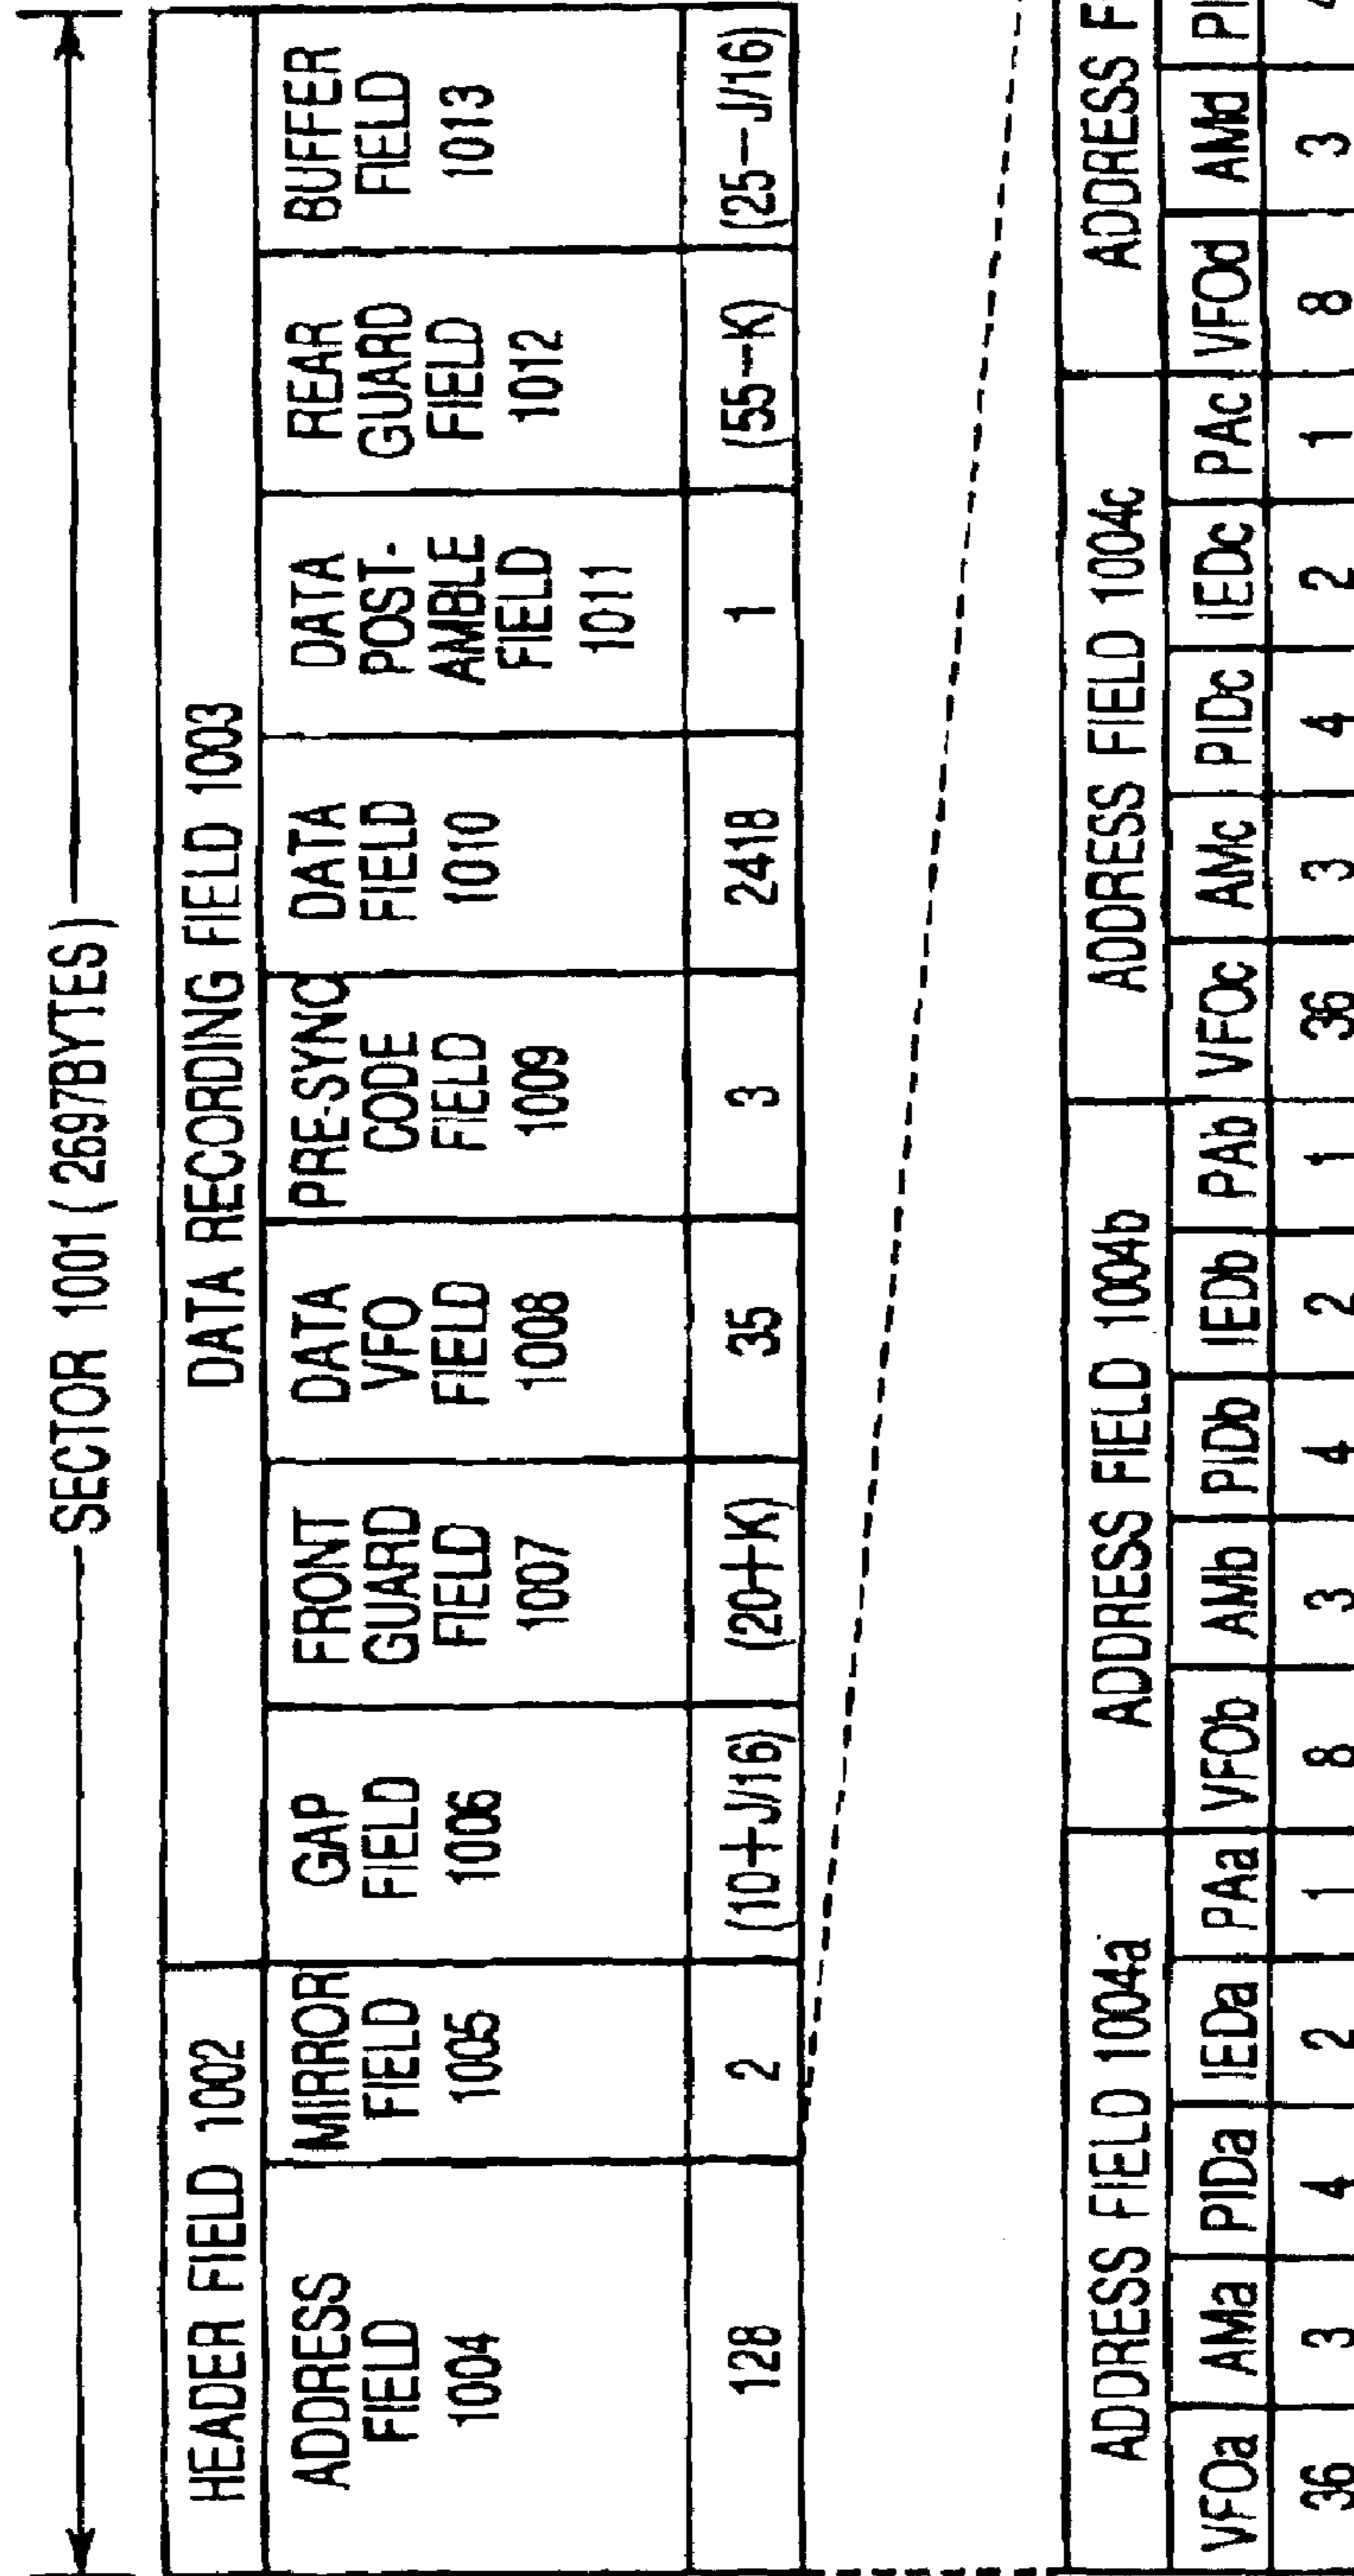 SECTOR 1001 (2697BYTES)
HEADER FIELD 1002
DATA RECORDING FIELD 1003
ADDRESS FIELD 1004
MIRROR FIELD 1005
GAP FIELD 1006
FRONT GUARD FIELD 1007
DATA VFO FIELD 1008
PRE-SYNC CODE FIELD 1009
DATA FIELD 1010
DATA POST-AMBLE FIELD 1011
REAR GUARD FIELD 1012
BUFFER FIELD 1013
128 2 (10+J/16) (20+K) 35 3 2418 1 (55-K) (25-J/16)
ADDRESS FIELD 1004a ADDRESS FIELD 1004b ADDRESS FIELD 1004c ADDRESS F
VFOa AMa PIDa IEDa PAa VFOb AMb PIDb IEDb PAb VFOc AMc PIDc IEDc PAc VFOd AMd PI
36 3 4 2 1 8 3 4 2 1 36 3 4 2 1 8 3